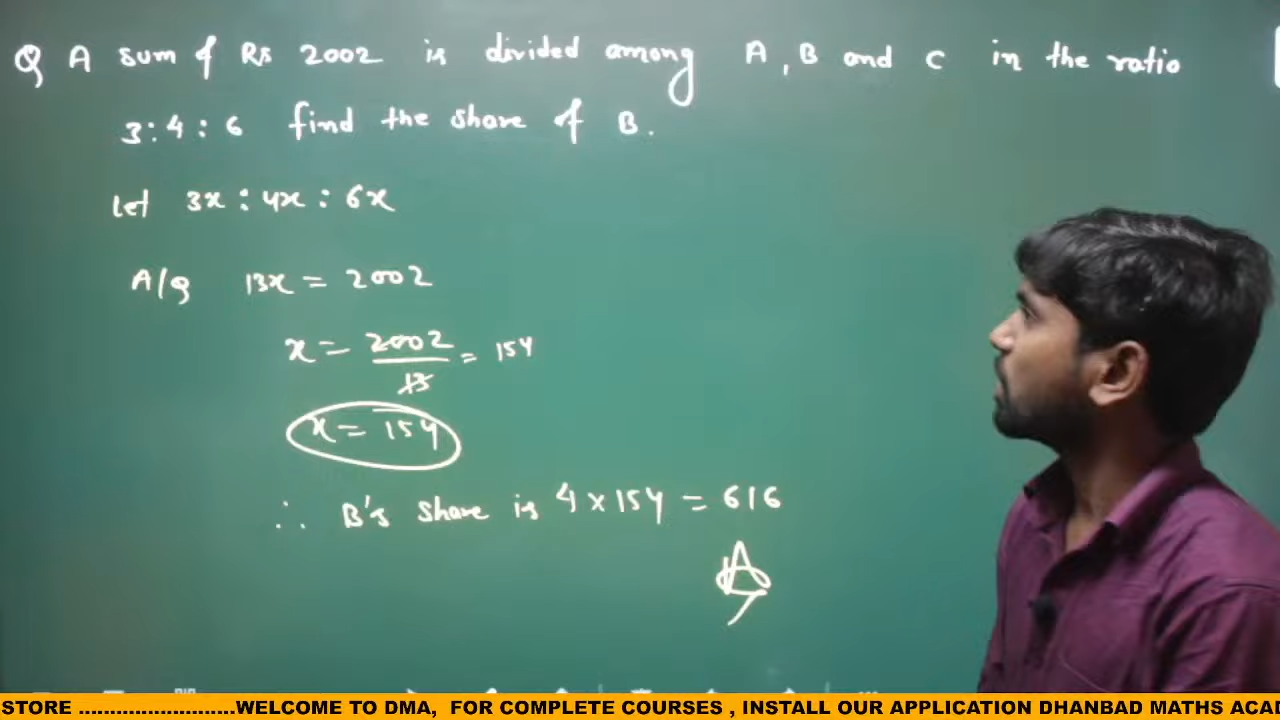 Q A sum of Rs 2002 is divided among A, B and C in the ratio
3:4:6 find the share of B.
Let 3x : 4x : 6x
A/Q 13x = 2002
x = 2002/13 = 154
x = 154
∴ B's share is 4 x 154 = 616
STORE ........................WELCOME TO DMA, FOR COMPLETE COURSES , INSTALL OUR APPLICATION DHANBAD MATHS ACA